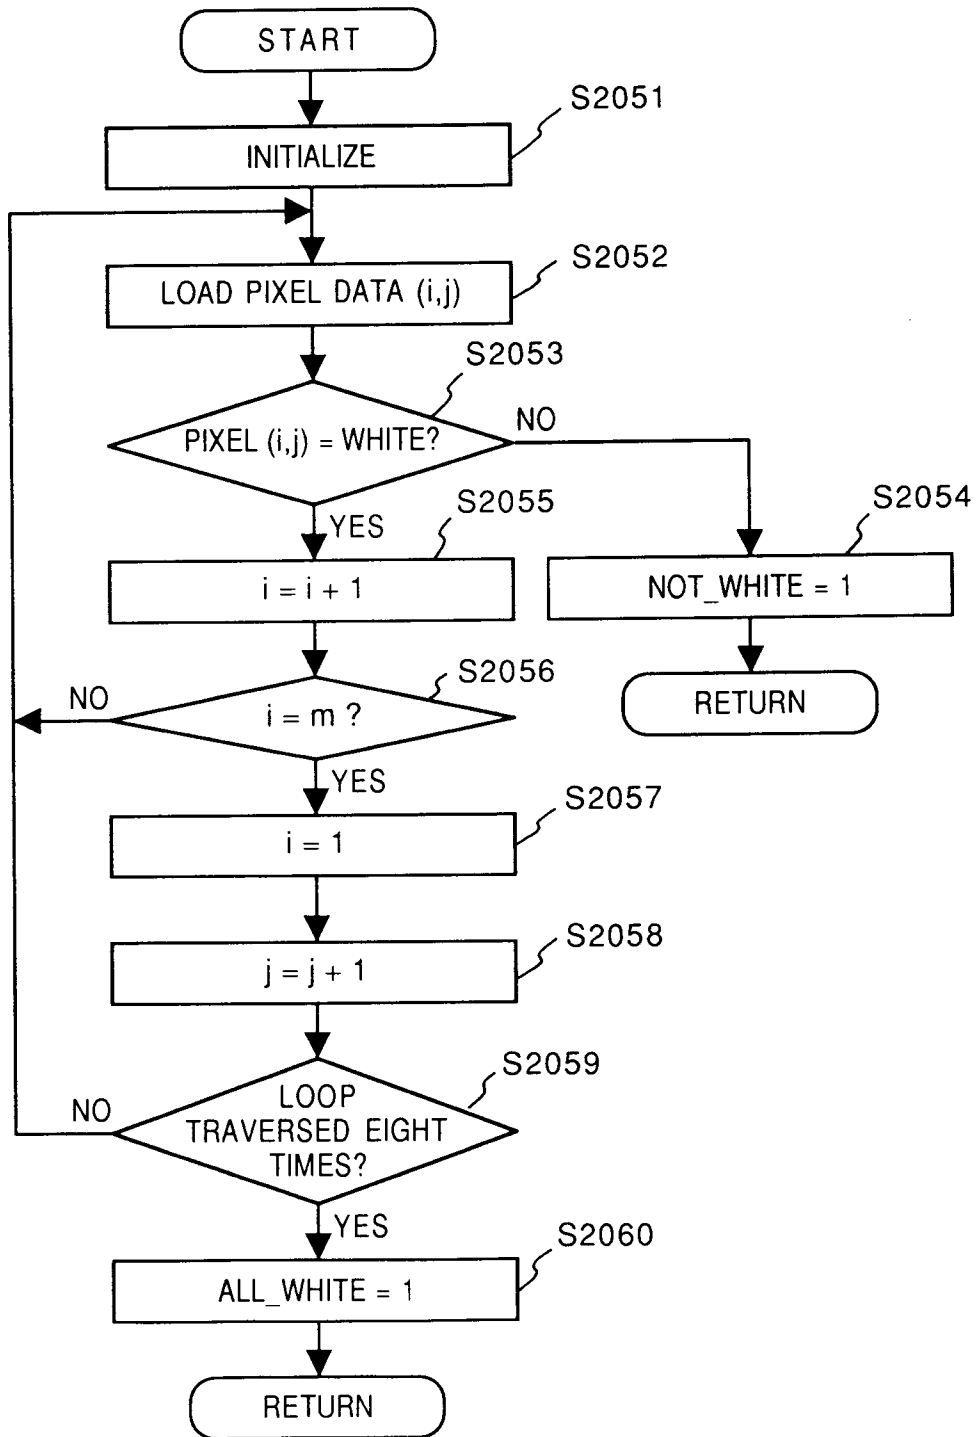 START
S2051
INITIALIZE
S2052
LOAD PIXEL DATA (i,j)
S2053
PIXEL (i,j) = WHITE?
NO
YES
S2055
S2054
i = i + 1
NOT_WHITE = 1
S2056
NO
i = m ?
RETURN
YES
S2057
i = 1
S2058
j = j + 1
S2059
NO
LOOP
TRAVERSED EIGHT
TIMES?
YES
S2060
ALL_WHITE = 1
RETURN